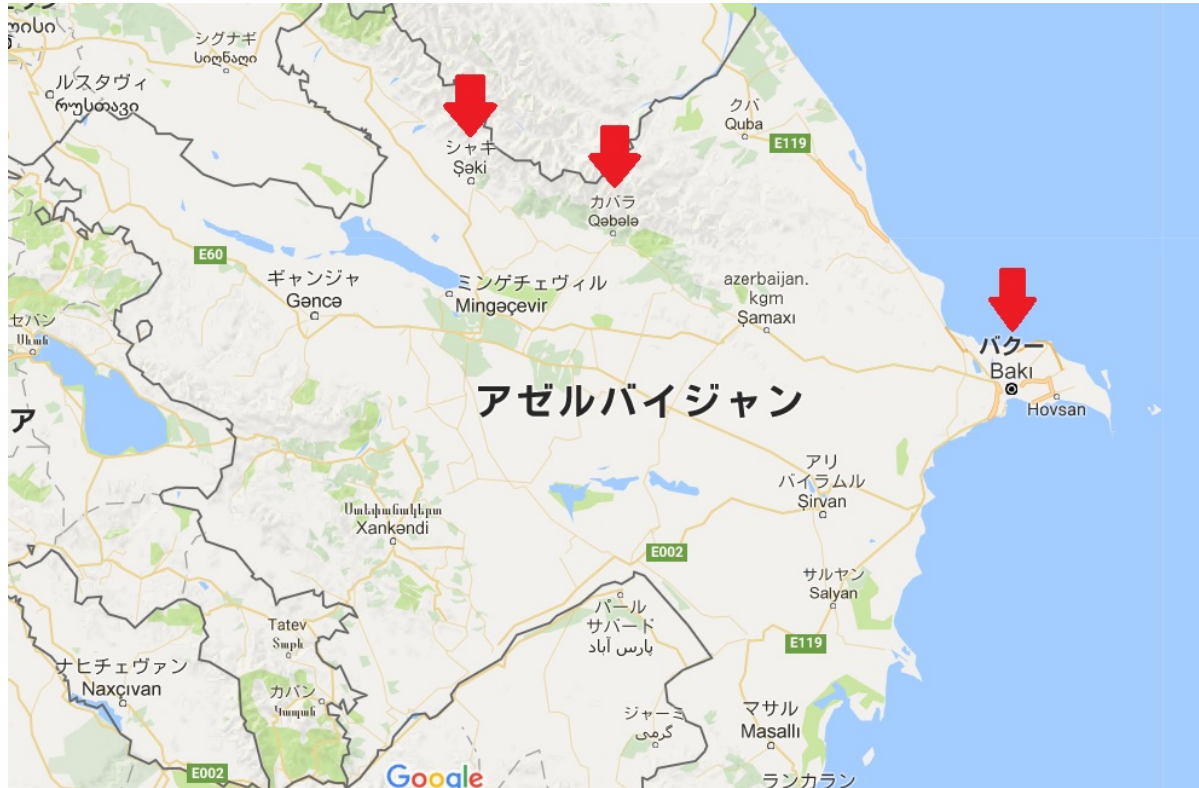 シグナギ
სიღნაღი
ルスタヴィ
რუსთავი
シャキ
Şəki
カバラ
Qəbələ
クバ
Quba
E119
E60
ギャンジャ
Gəncə
ミンゲチェヴィル
Mingəçevir
azerbaijan.
kgm
Şamaxı
セバン
Սևան
バクー
Bakı
Hovsan
ア
アゼルバイジャン
アリ
バイラムル
Şirvan
Ստեփանակերտ
Xankəndi
E002
サルヤン
Salyan
パール
サバード
پارس آباد
E119
Tatev
Տաթև
ナヒチェヴァン
Naxçıvan
カパン
Կապան
ジャーミ
گرمی
マサル
Masallı
E002
Google
ランカラン